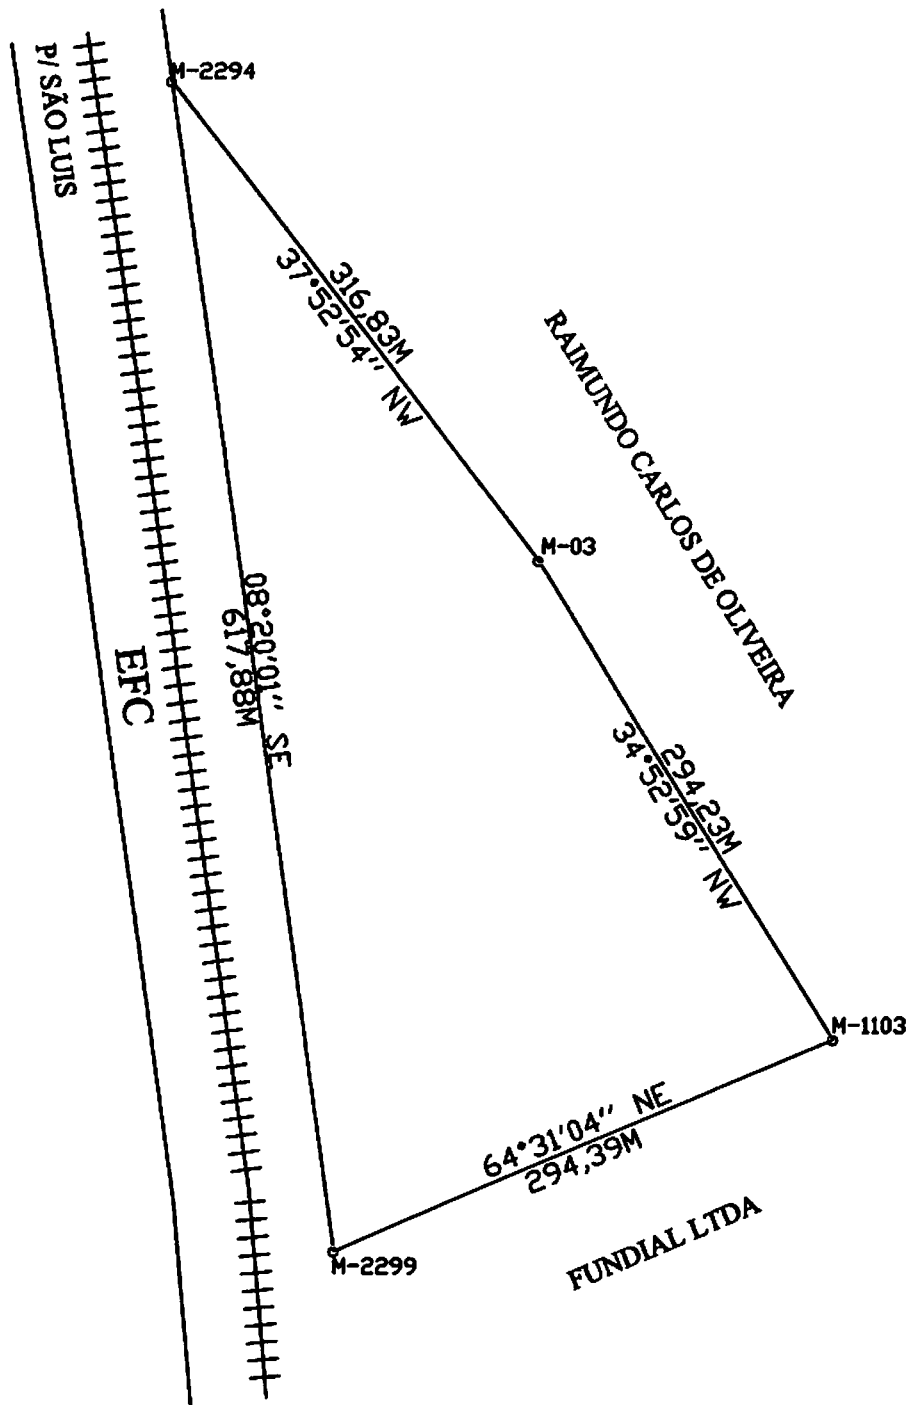 M-2294
P/ SÃO LUIS
316,83M
37°52'54'' NW
RAIMUNDO CARLOS DE OLIVEIRA
M-03
08°20'01'' SE
617,88M
EFC
294,23M
34°52'59'' NW
M-1103
64°31'04'' NE
294,39M
FUNDIAL LTDA
M-2299